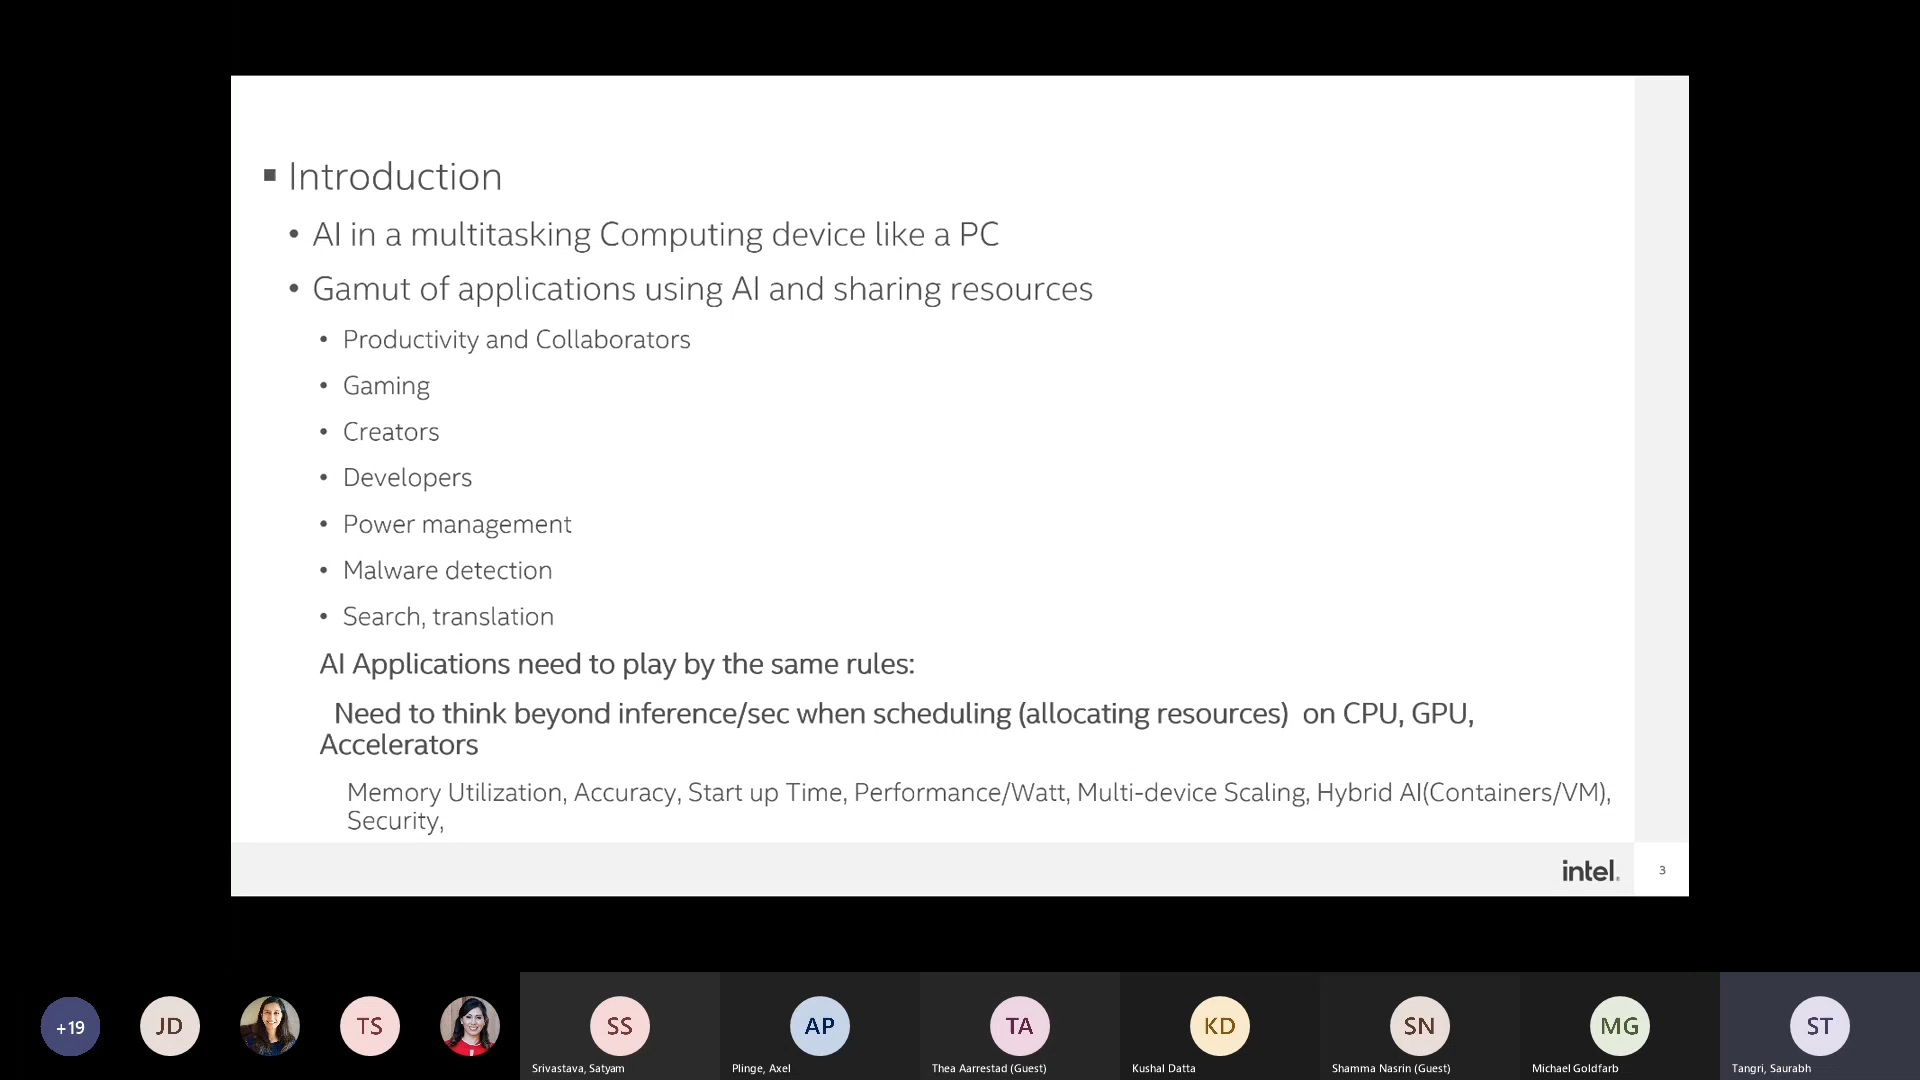 Introduction
AI in a multitasking Computing device like a PC
Gamut of applications using AI and sharing resources
Productivity and Collaborators
Gaming
Creators
Developers
Power management
Malware detection
Search, translation
AI Applications need to play by the same rules:
Need to think beyond inference/sec when scheduling (allocating resources)  on CPU, GPU,
Accelerators
Memory Utilization, Accuracy, Start up Time, Performance/Watt, Multi-device Scaling, Hybrid AI(Containers/VM),
Security,
intel.
3
+19
JD
TS
SS
AP
TA
KD
SN
MG
ST
Srivastava, Satyam
Plinge, Axel
Thea Aarrestad (Guest)
Kushal Datta
Shamma Nasrin (Guest)
Michael Goldfarb
Tangri, Saurabh